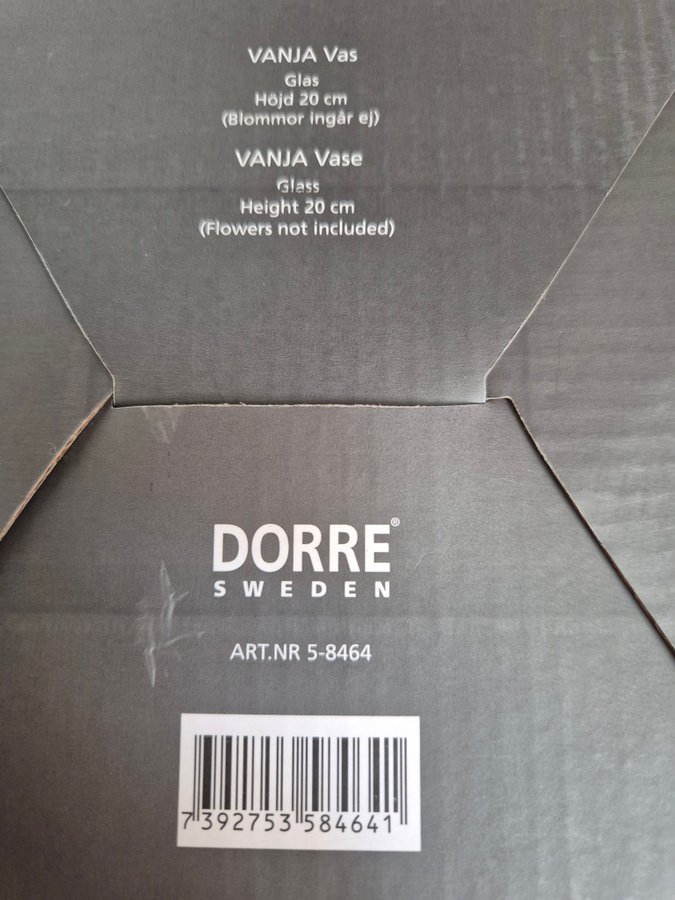 VANJA Vas
Glas
Höjd 20 cm
(Blommor ingår ej)
VANJA Vase
Glass
Height 20 cm
(Flowers not included)
DORRE®
SWEDEN
ART.NR 5-8464
7 392753 584641